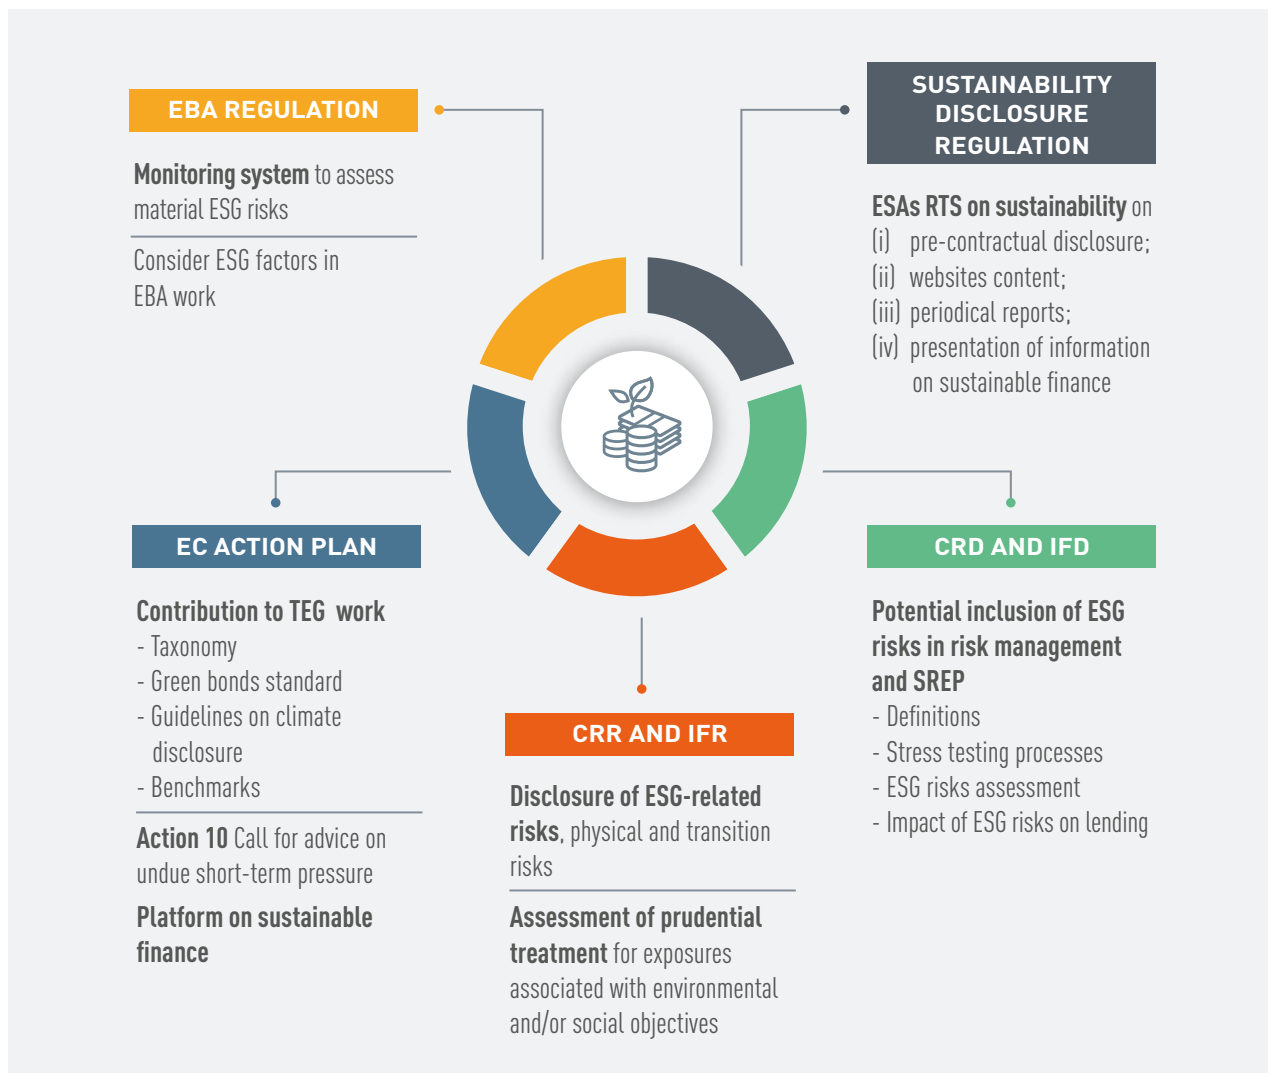 EBA REGULATION
Monitoring system to assess
material ESG risks
Consider ESG factors in
EBA work
SUSTAINABILITY
DISCLOSURE
REGULATION
ESAs RTS on sustainability on
(i) pre-contractual disclosure;
(ii) websites content;
(iii) periodical reports;
(iv) presentation of information
on sustainable finance
EC ACTION PLAN
Contribution to TEG work
- Taxonomy
- Green bonds standard
- Guidelines on climate
disclosure
- Benchmarks
Action 10 Call for advice on
undue short-term pressure
Platform on sustainable
finance
CRR AND IFR
Disclosure of ESG-related
risks, physical and transition
risks
Assessment of prudential
treatment for exposures
associated with environmental
and/or social objectives
CRD AND IFD
Potential inclusion of ESG
risks in risk management
and SREP
- Definitions
- Stress testing processes
- ESG risks assessment
- Impact of ESG risks on lending